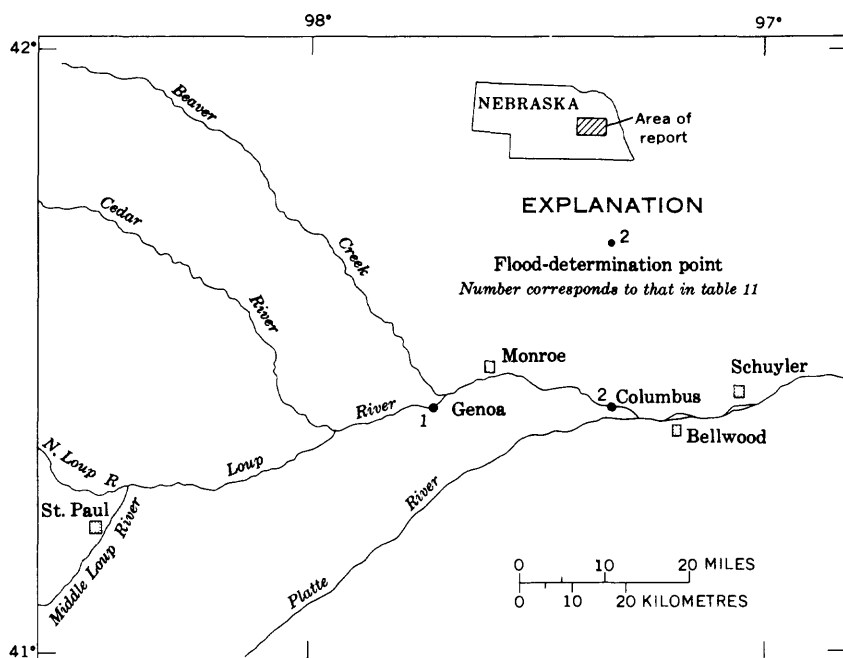 98°
97°
42°
Beaver
Creek
NEBRASKA
Area of
report
EXPLANATION
2
Flood-determination point
Number corresponds to that in table 11
Cedar
River
Monroe
Schuyler
2 Columbus
River
1
Genoa
Bellwood
Loup
N. Loup R
St. Paul
Middle Loup River
River
Platte
0 10 20 MILES
0 10 20 KILOMETRES
41°